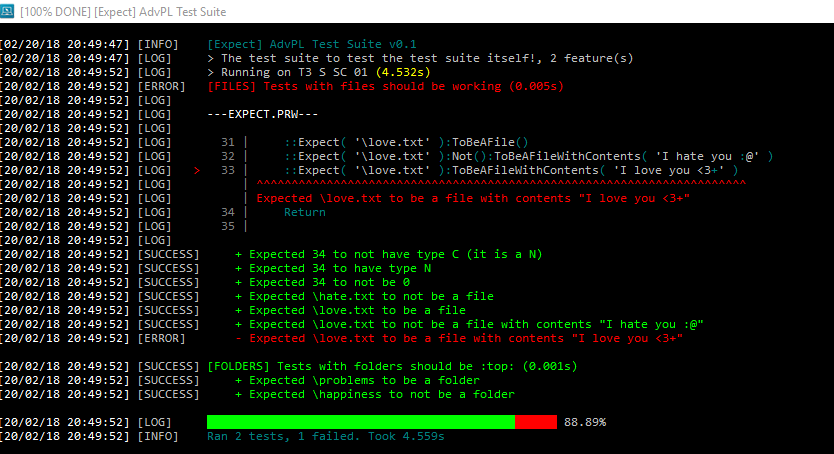 [100% DONE] [Expect] AdvPL Test Suite
[02/20/18 20:49:47] [INFO] [Expect] AdvPL Test Suite v0.1
[02/20/18 20:49:47] [LOG] > The test suite to test the test suite itself!, 2 feature(s)
[20/02/18 20:49:52] [LOG] > Running on T3 S SC 01 (4.532s)
[20/02/18 20:49:52] [ERROR] [FILES] Tests with files should be working (0.005s)
[20/02/18 20:49:52] [LOG]
[20/02/18 20:49:52] [LOG] ---EXPECT.PRW---
[20/02/18 20:49:52] [LOG]
[20/02/18 20:49:52] [LOG] 31 | ::Expect( '\love.txt' ):ToBeAFile()
[20/02/18 20:49:52] [LOG] 32 | ::Expect( '\love.txt' ):Not():ToBeAFileWithContents( 'I hate you :@' )
[20/02/18 20:49:52] [LOG] > 33 | ::Expect( '\love.txt' ):ToBeAFileWithContents( 'I love you <3+' )
[20/02/18 20:49:52] [LOG] | ^^^^^^^^^^^^^^^^^^^^^^^^^^^^^^^^^^^^^^^^^^^^^^^^^^^^^^^^^^^^^^^^^^^^^^
[20/02/18 20:49:52] [LOG] | Expected \love.txt to be a file with contents "I love you <3+"
[20/02/18 20:49:52] [LOG] 34 | Return
[20/02/18 20:49:52] [LOG] 35 |
[20/02/18 20:49:52] [LOG]
[20/02/18 20:49:52] [SUCCESS] + Expected 34 to not have type C (it is a N)
[20/02/18 20:49:52] [SUCCESS] + Expected 34 to have type N
[20/02/18 20:49:52] [SUCCESS] + Expected 34 to not be 0
[20/02/18 20:49:52] [SUCCESS] + Expected \hate.txt to not be a file
[20/02/18 20:49:52] [SUCCESS] + Expected \love.txt to be a file
[20/02/18 20:49:52] [SUCCESS] + Expected \love.txt to not be a file with contents "I hate you :@"
[20/02/18 20:49:52] [ERROR] - Expected \love.txt to be a file with contents "I love you <3+"
[20/02/18 20:49:52] [SUCCESS] [FOLDERS] Tests with folders should be :top: (0.001s)
[20/02/18 20:49:52] [SUCCESS] + Expected \problems to be a folder
[20/02/18 20:49:52] [SUCCESS] + Expected \happiness to not be a folder
[20/02/18 20:49:52] [LOG] 88.89%
[20/02/18 20:49:52] [INFO] Ran 2 tests, 1 failed. Took 4.559s